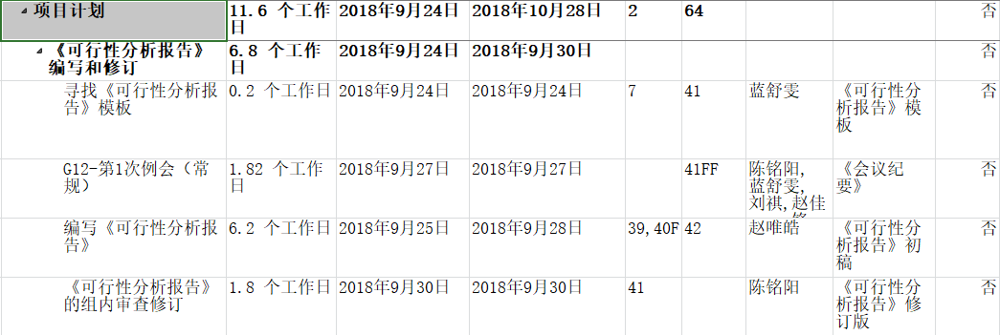 项目计划 11.6 个工作日 2018年9月24日 2018年10月28日 2 64 否
《可行性分析报告》编写和修订 6.8 个工作日 2018年9月24日 2018年9月30日 否
寻找《可行性分析报告》模板 0.2 个工作日 2018年9月24日 2018年9月24日 7 41 蓝舒雯 《可行性分析报告》模板 否
G12-第1次例会（常规） 1.82 个工作日 2018年9月27日 2018年9月27日 41FF 陈铭阳,蓝舒雯,刘祺,赵佳 《会议纪要》 否
编写《可行性分析报告》 6.2 个工作日 2018年9月25日 2018年9月28日 39,40F 42 赵唯皓 《可行性分析报告》初稿 否
《可行性分析报告》的组内审查修订 1.8 个工作日 2018年9月30日 2018年9月30日 41 陈铭阳 《可行性分析报告》修订版 否